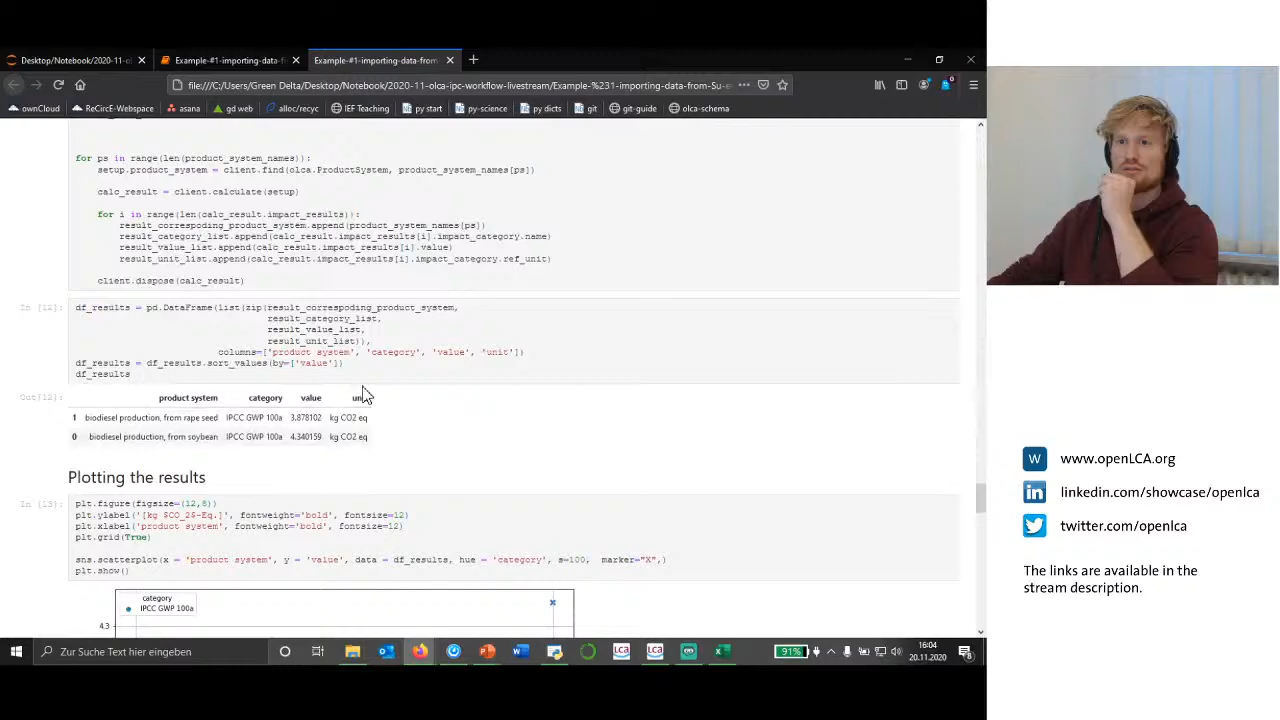 Desktop/Notebook/2020-11-ol
Example-#1-importing-data-from-
Example-#1-importing-data-from
file:///C:/Users/Green Delta/Desktop/Notebook/2020-11-olca-ipc-workflow-livestream/Example-%231-importing-data-from-Su-e
ownCloud
ReCircE-Webspace
asana
gd web
alloc/recyc
IEF Teaching
py start
py-science
py dicts
git
git-guide
olca-schema
for ps in range(len(product_system_names)):
setup.product_system = client.find(olca.ProductSystem, product_system_names[ps])
calc_result = client.calculate(setup)
for i in range(len(calc_result.impact_results)):
result_correspoding_product_system.append(product_system_names[ps])
result_category_list.append(calc_result.impact_results[i].impact_category.name)
result_value_list.append(calc_result.impact_results[i].value)
result_unit_list.append(calc_result.impact_results[i].impact_category.ref_unit)
client.dispose(calc_result)
In [12]:
df_results = pd.DataFrame(list(zip(result_correspoding_product_system,
result_category_list,
result_value_list,
result_unit_list)),
columns=['product system', 'category', 'value', 'unit'])
df_results = df_results.sort_values(by=['value'])
df_results
Out[12]:
product system category value un
1 biodiesel production, from rape seed IPCC GWP 100a 3.878102 kg CO2 eq
0 biodiesel production, from soybean IPCC GWP 100a 4.340159 kg CO2 eq
Plotting the results
In [13]:
plt.figure(figsize=(12,8))
plt.ylabel('[kg $CO_2$-Eq.]', fontweight='bold', fontsize=12)
plt.xlabel('product system', fontweight='bold', fontsize=12)
plt.grid(True)
sns.scatterplot(x = 'product system', y = 'value', data = df_results, hue = 'category', s=100, marker="X",)
plt.show()
category
IPCC GWP 100a
4.3
Zur Suche Text hier eingeben
91%
16:04
20.11.2020
www.openLCA.org
linkedin.com/showcase/openlca
twitter.com/openlca
The links are available in the
stream description.